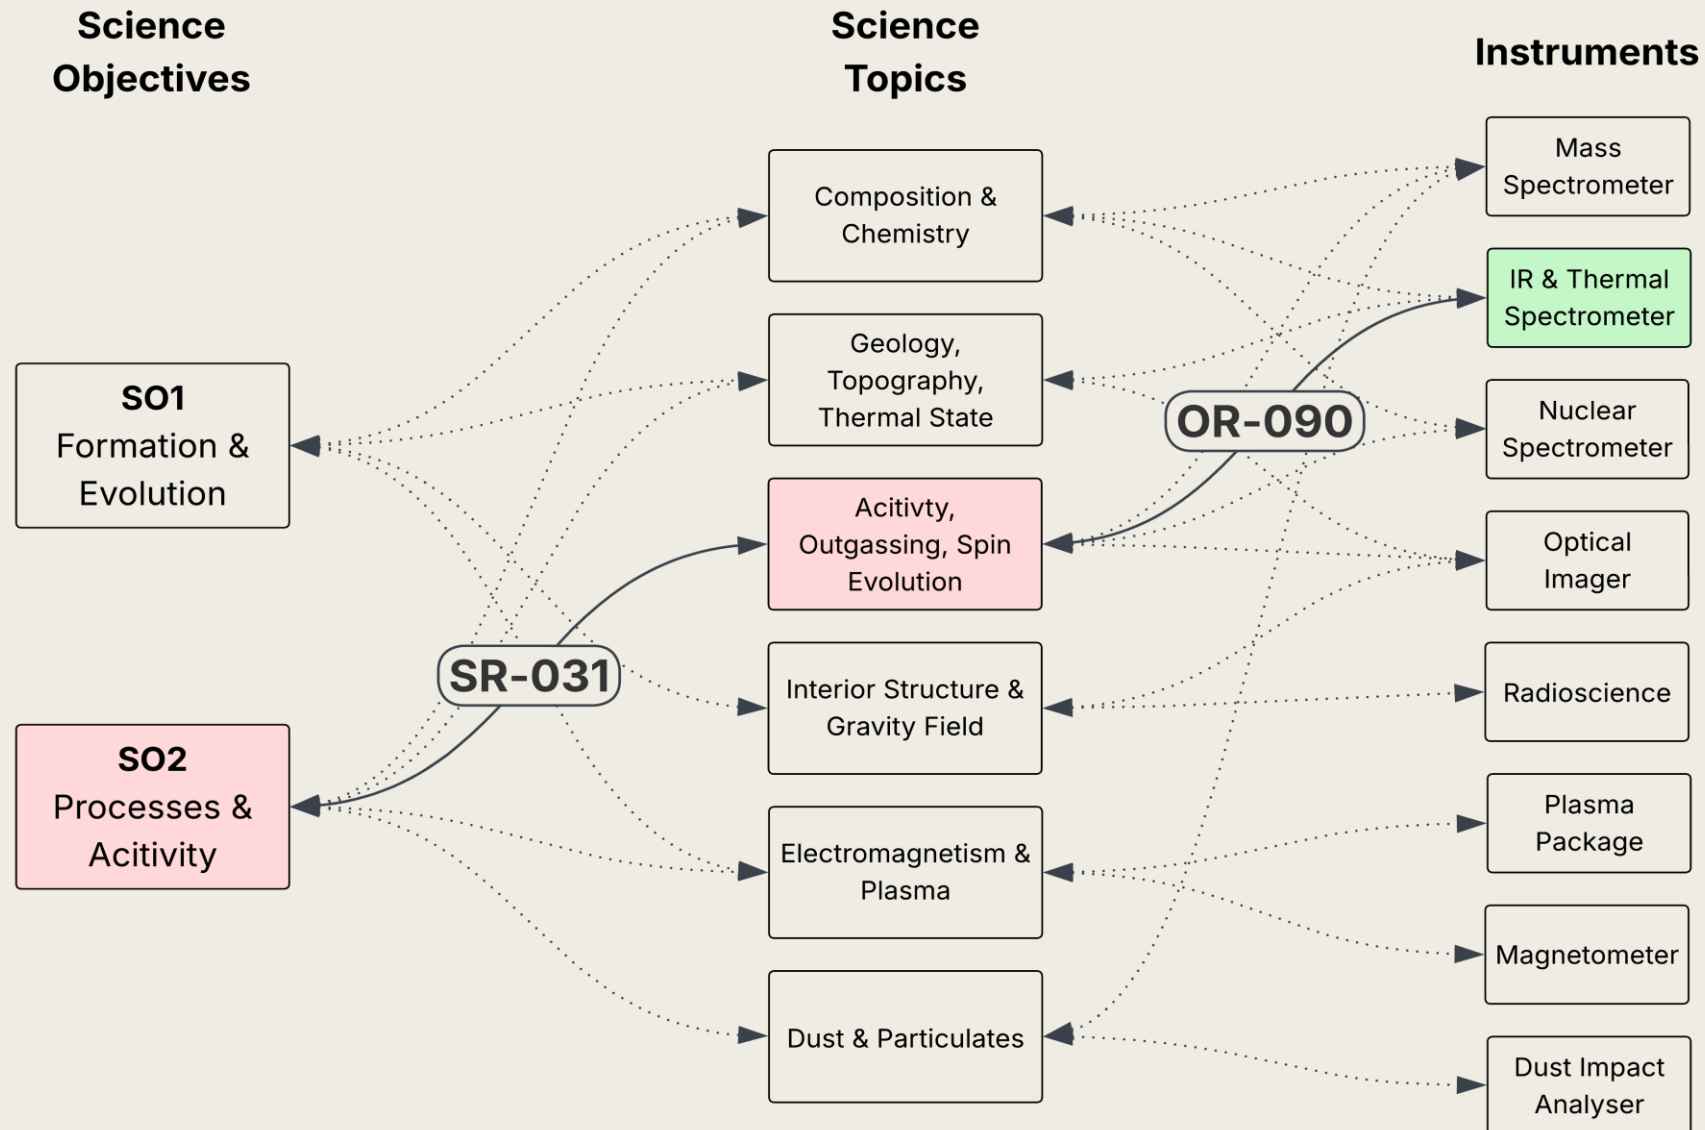 Science
Objectives
Science
Topics
Instruments
SO1
Formation &
Evolution
SO2
Processes &
Acitivity
SR-031
Composition &
Chemistry
Geology,
Topography,
Thermal State
Acitivty,
Outgassing, Spin
Evolution
Interior Structure &
Gravity Field
Electromagnetism &
Plasma
Dust & Particulates
OR-090
Mass
Spectrometer
IR & Thermal
Spectrometer
Nuclear
Spectrometer
Optical
Imager
Radioscience
Plasma
Package
Magnetometer
Dust Impact
Analyser